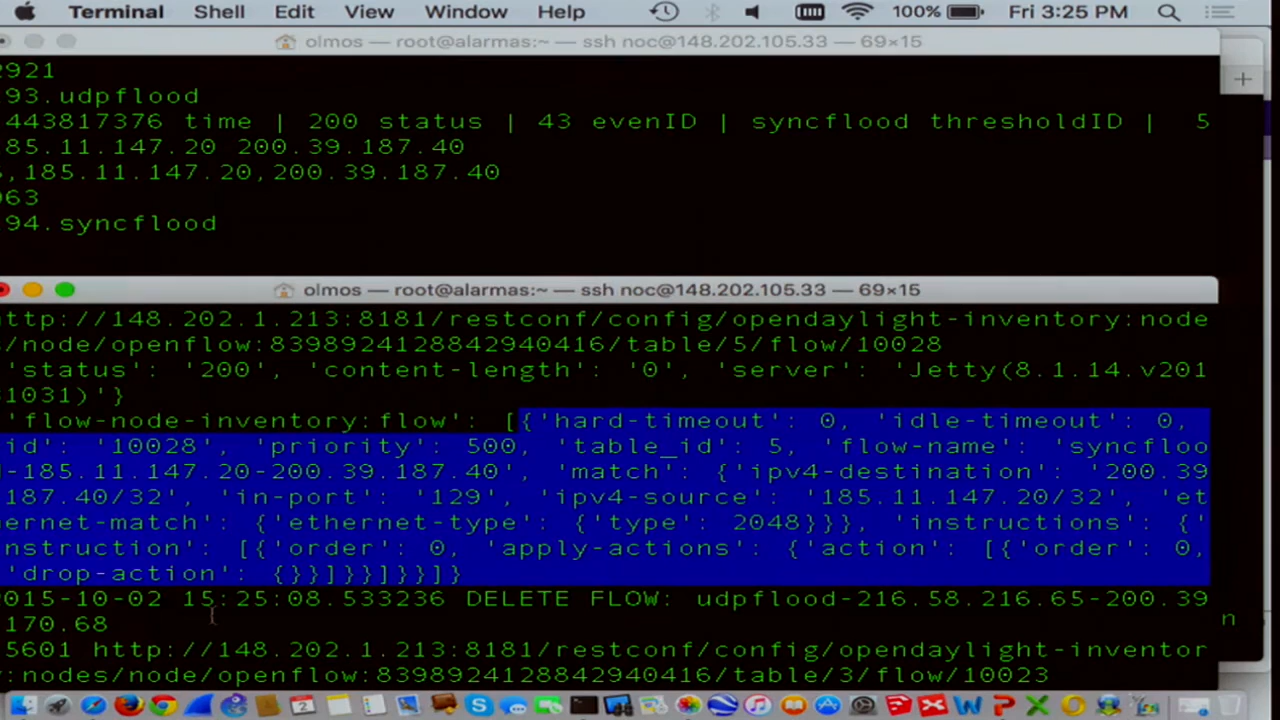 Terminal Shell Edit View Window Help 100% Fri 3:25 PM
olmos — root@alarmas:~ — ssh noc@148.202.105.33 — 69×15
2921
93.udpflood
443817376 time | 200 status | 43 evenID | syncflood thresholdID | 5
85.11.147.20 200.39.187.40
,185.11.147.20,200.39.187.40
063
94.syncflood
olmos — root@alarmas:~ — ssh noc@148.202.105.33 — 69×15
http://148.202.1.213:8181/restconf/config/opendaylight-inventory:node
s/node/openflow:8398924128842940416/table/5/flow/10028
'status': '200', 'content-length': '0', 'server': 'Jetty(8.1.14.v201
31031)'}
'flow-node-inventory:flow': [{'hard-timeout': 0, 'idle-timeout': 0,
id': '10028', 'priority': 500, 'table_id': 5, 'flow-name': 'syncfloo
d-185.11.147.20-200.39.187.40', 'match': {'ipv4-destination': '200.39
187.40/32', 'in-port': '129', 'ipv4-source': '185.11.147.20/32', 'et
hernet-match': {'ethernet-type': {'type': 2048}}}, 'instructions': {'
instruction': [{'order': 0, 'apply-actions': {'action': [{'order': 0,
'drop-action': {}}]}}]}}]}
2015-10-02 15:25:08.533236 DELETE FLOW: udpflood-216.58.216.65-200.39
170.68
n
5601 http://148.202.1.213:8181/restconf/config/opendaylight-inventor
y:nodes/node/openflow:8398924128842940416/table/3/flow/10023